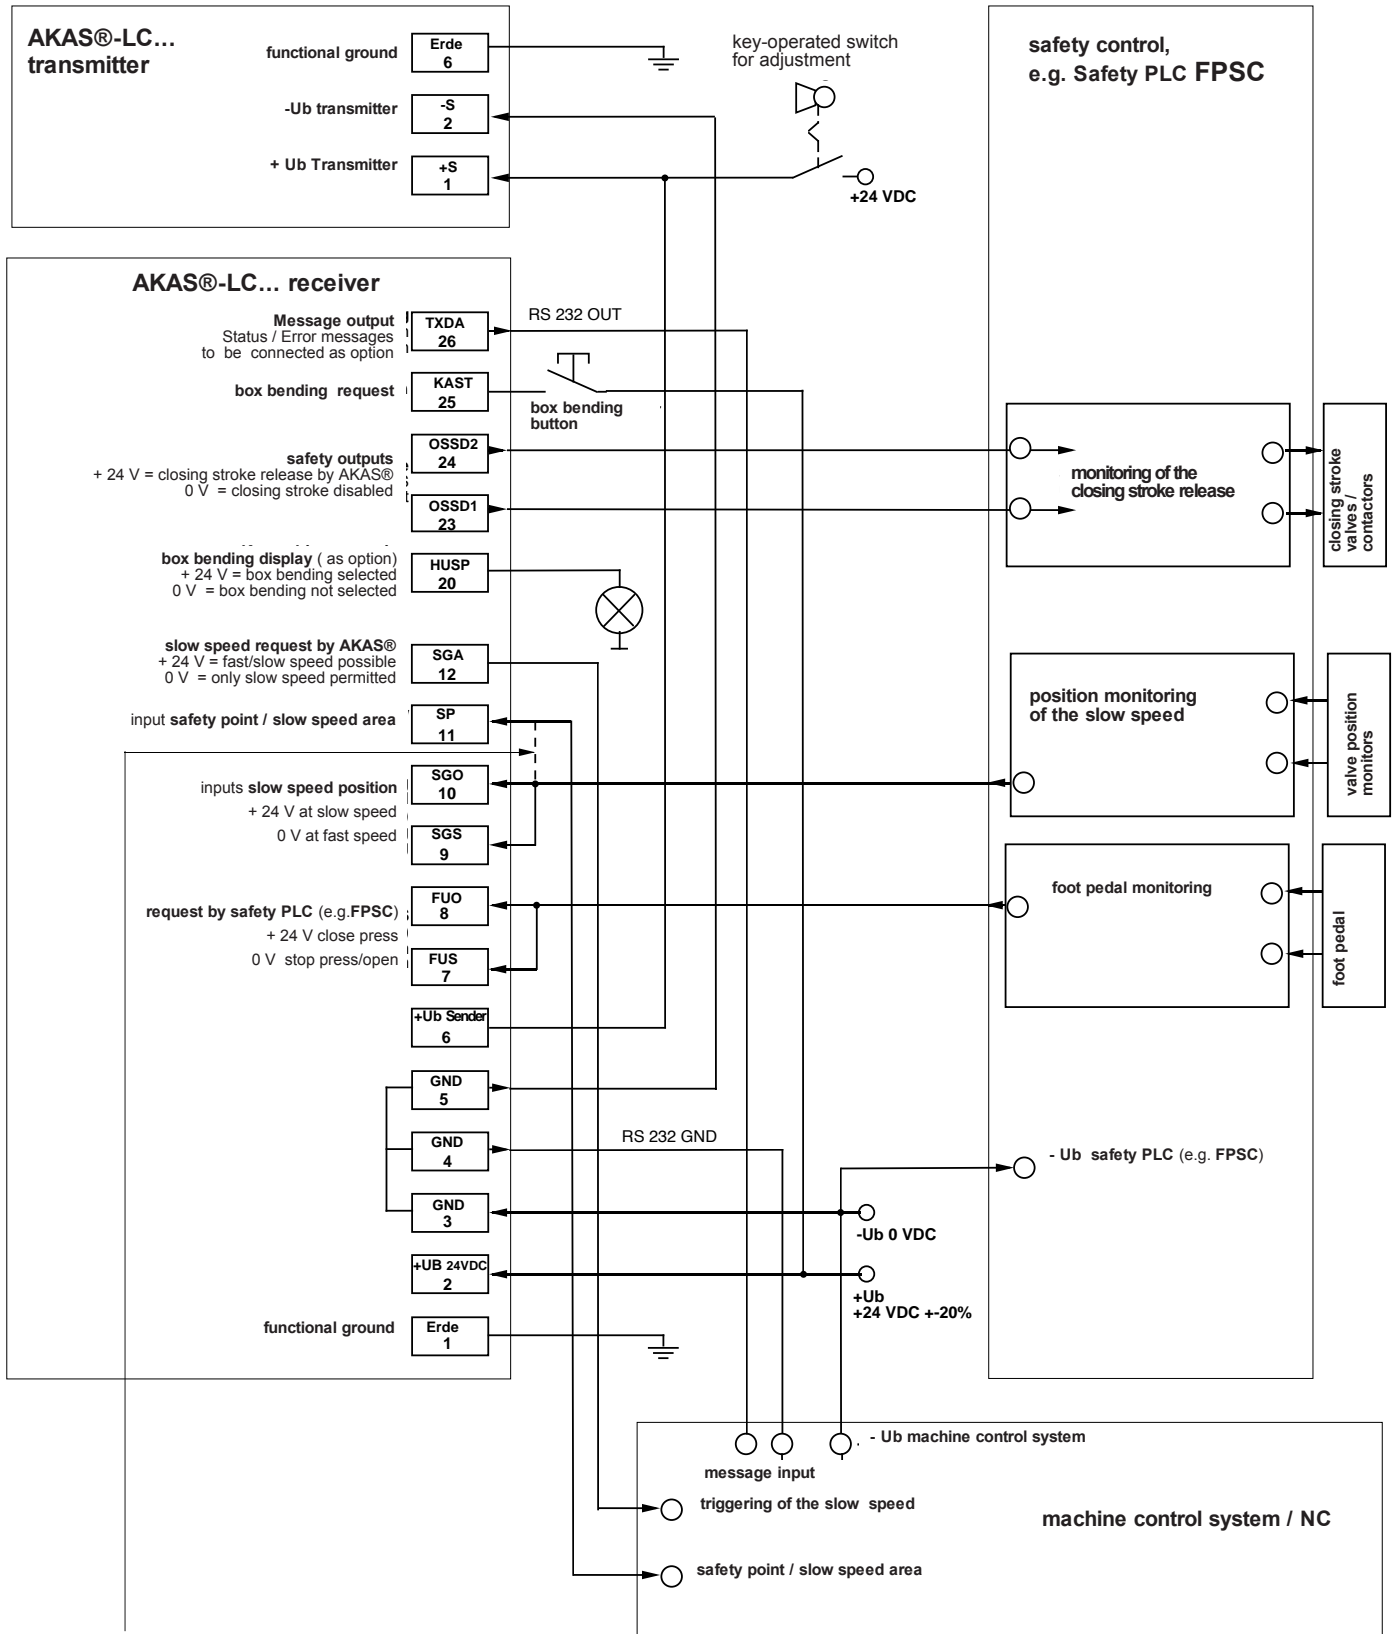 AKAS®-LC...
transmitter
functional ground
Erde
6
-Ub transmitter
-S
2
+ Ub Transmitter
+S
1
key-operated switch
for adjustment
+24 VDC
safety control,
e.g. Safety PLC FPSC
AKAS®-LC... receiver
Message output
Status / Error messages
to be connected as option
TXDA
26
RS 232 OUT
box bending request
KAST
25
box bending
button
safety outputs
+ 24 V = closing stroke release by AKAS®
0 V = closing stroke disabled
OSSD2
24
OSSD1
23
monitoring of the
closing stroke release
closing stroke
valves /
contactors
box bending display ( as option)
+ 24 V = box bending selected
0 V = box bending not selected
HUSP
20
slow speed request by AKAS®
+ 24 V = fast/slow speed possible
0 V = only slow speed permitted
SGA
12
input safety point / slow speed area
SP
11
inputs slow speed position
+ 24 V at slow speed
0 V at fast speed
SGO
10
SGS
9
position monitoring
of the slow speed
valve position
monitors
request by safety PLC (e.g.FPSC)
+ 24 V close press
0 V stop press/open
FUO
8
FUS
7
foot pedal monitoring
foot pedal
+Ub Sender
6
GND
5
GND
4
RS 232 GND
GND
3
- Ub safety PLC (e.g. FPSC)
-Ub 0 VDC
+UB 24VDC
2
+Ub
+24 VDC +-20%
functional ground
Erde
1
- Ub machine control system
message input
triggering of the slow speed
machine control system / NC
safety point / slow speed area